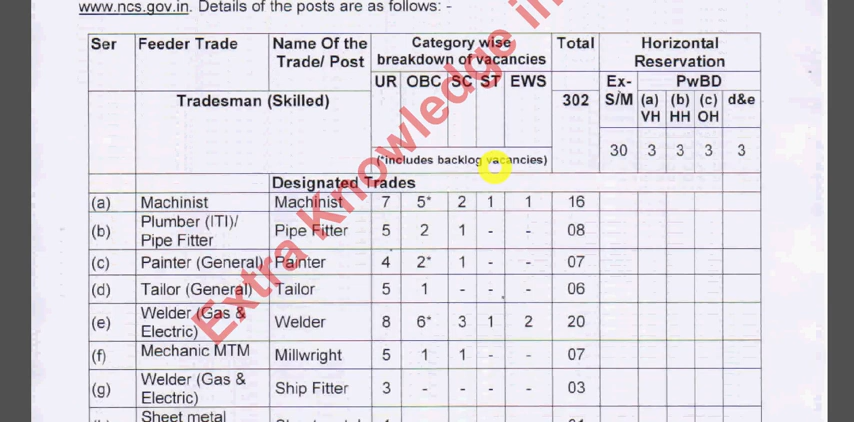 www.ncs.gov.in. Details of the posts are as follows: -
Ser Feeder Trade Name Of the Trade/ Post Category wise breakdown of vacancies Total Horizontal Reservation
UR OBC SC ST EWS Ex-S/M PwBD
(a) VH (b) HH (c) OH d&e
Tradesman (Skilled) 302
30 3 3 3 3
(*includes backlog vacancies)
Designated Trades
(a) Machinist Machinist 7 5* 2 1 1 16
(b) Plumber (ITI)/ Pipe Fitter Pipe Fitter 5 2 1 - - 08
(c) Painter (General) Painter 4 2* 1 - - 07
(d) Tailor (General) Tailor 5 1 - - - 06
(e) Welder (Gas & Electric) Welder 8 6* 3 1 2 20
(f) Mechanic MTM Millwright 5 1 1 - - 07
(g) Welder (Gas & Electric) Ship Fitter 3 - - - - 03
Sheet metal
Extra Knowledge in